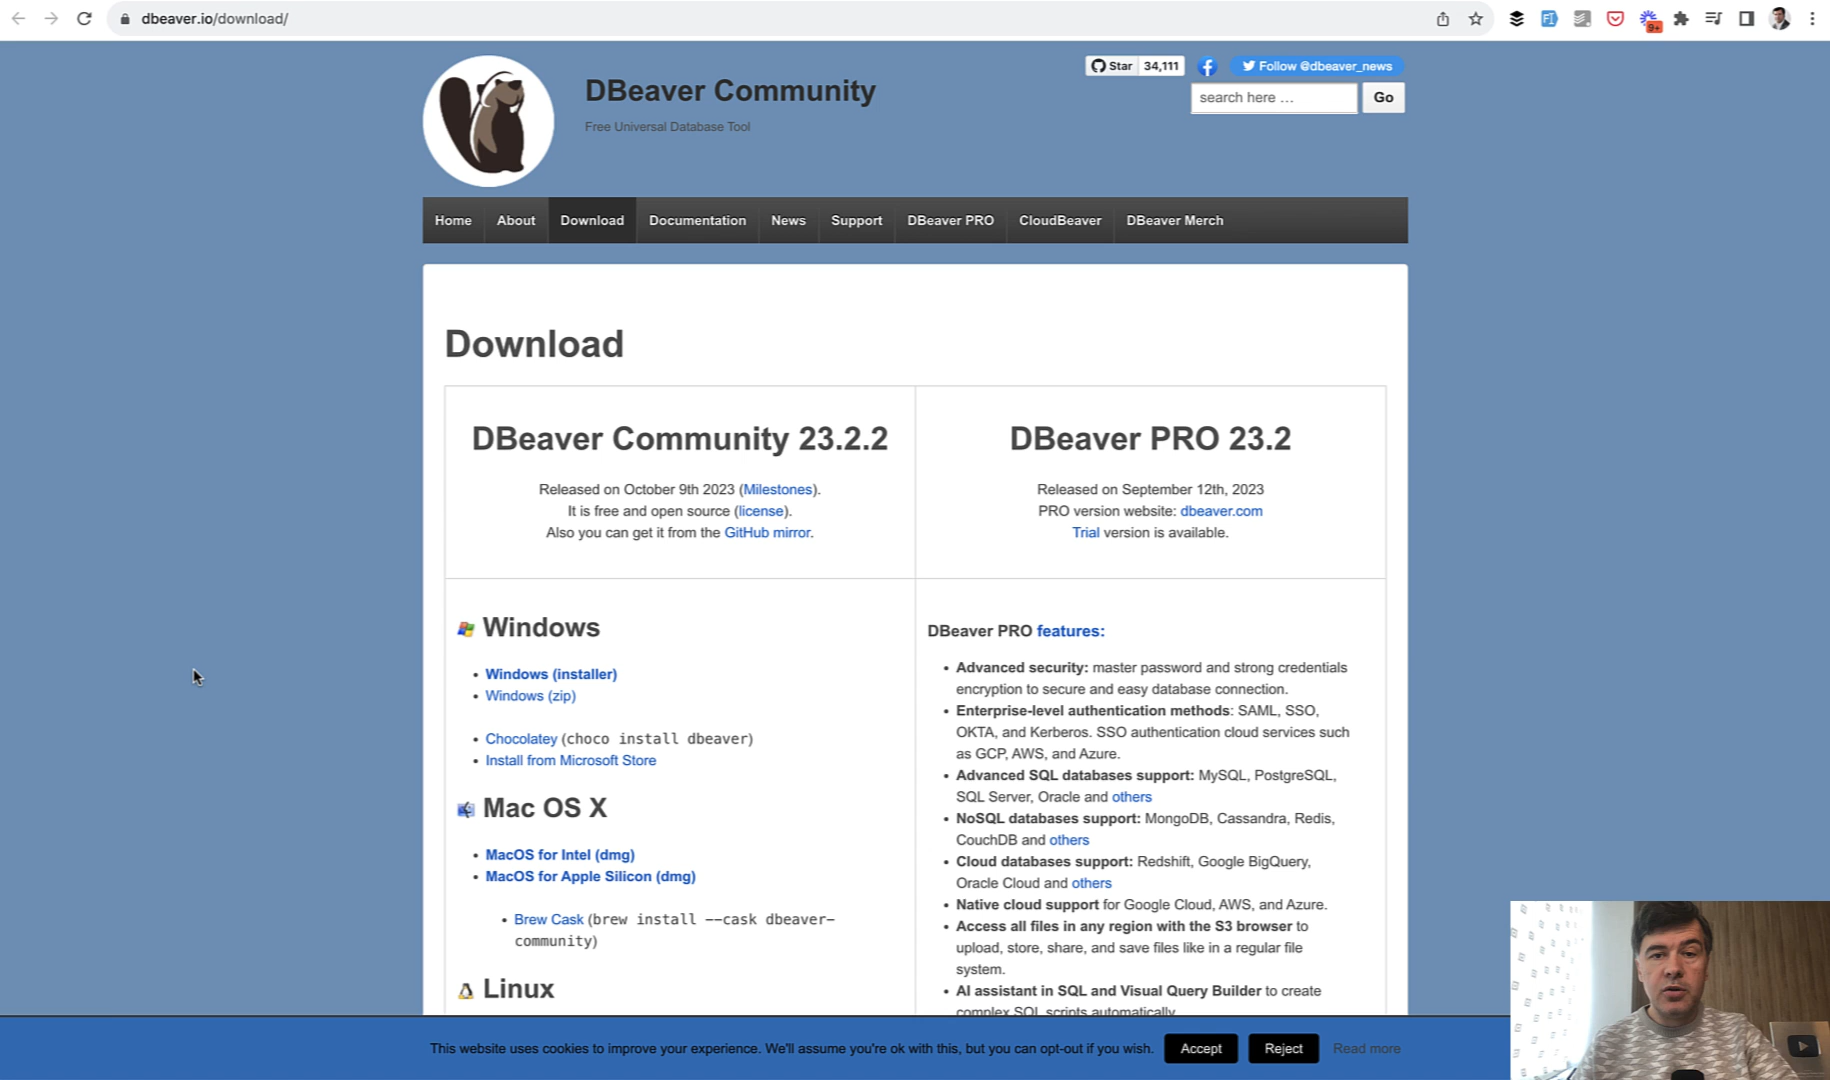 dbeaver.io/download/
9+
DBeaver Community
Free Universal Database Tool
Star 34,111
Follow @dbeaver_news
search here ...
Go
Home About Download Documentation News Support DBeaver PRO CloudBeaver DBeaver Merch
Download
DBeaver Community 23.2.2
Released on October 9th 2023 (Milestones).
It is free and open source (license).
Also you can get it from the GitHub mirror.
DBeaver PRO 23.2
Released on September 12th, 2023
PRO version website: dbeaver.com
Trial version is available.
Windows
• Windows (installer)
• Windows (zip)
• Chocolatey (choco install dbeaver)
• Install from Microsoft Store
Mac OS X
• MacOS for Intel (dmg)
• MacOS for Apple Silicon (dmg)
• Brew Cask (brew install --cask dbeaver-
community)
Linux
DBeaver PRO features:
• Advanced security: master password and strong credentials
encryption to secure and easy database connection.
• Enterprise-level authentication methods: SAML, SSO,
OKTA, and Kerberos. SSO authentication cloud services such
as GCP, AWS, and Azure.
• Advanced SQL databases support: MySQL, PostgreSQL,
SQL Server, Oracle and others
• NoSQL databases support: MongoDB, Cassandra, Redis,
CouchDB and others
• Cloud databases support: Redshift, Google BigQuery,
Oracle Cloud and others
• Native cloud support for Google Cloud, AWS, and Azure.
• Access all files in any region with the S3 browser to
upload, store, share, and save files like in a regular file
system.
• AI assistant in SQL and Visual Query Builder to create
complex SQL scripts automatically
This website uses cookies to improve your experience. We'll assume you're ok with this, but you can opt-out if you wish.
Accept
Reject
Read more